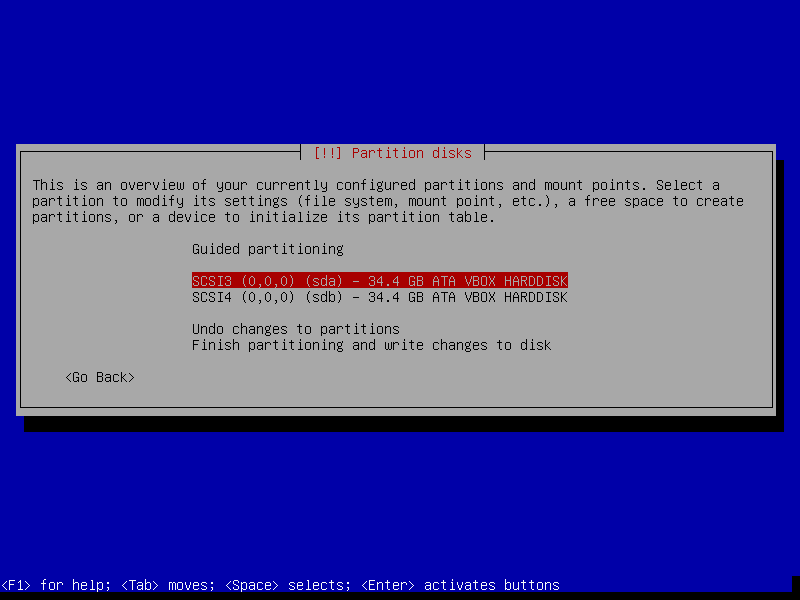 [!!] Partition disks
This is an overview of your currently configured partitions and mount points. Select a
partition to modify its settings (file system, mount point, etc.), a free space to create
partitions, or a device to initialize its partition table.
Guided partitioning
SCSI3 (0,0,0) (sda) - 34.4 GB ATA VBOX HARDDISK
SCSI4 (0,0,0) (sdb) - 34.4 GB ATA VBOX HARDDISK
Undo changes to partitions
Finish partitioning and write changes to disk
<Go Back>
<F1> for help; <Tab> moves; <Space> selects; <Enter> activates buttons